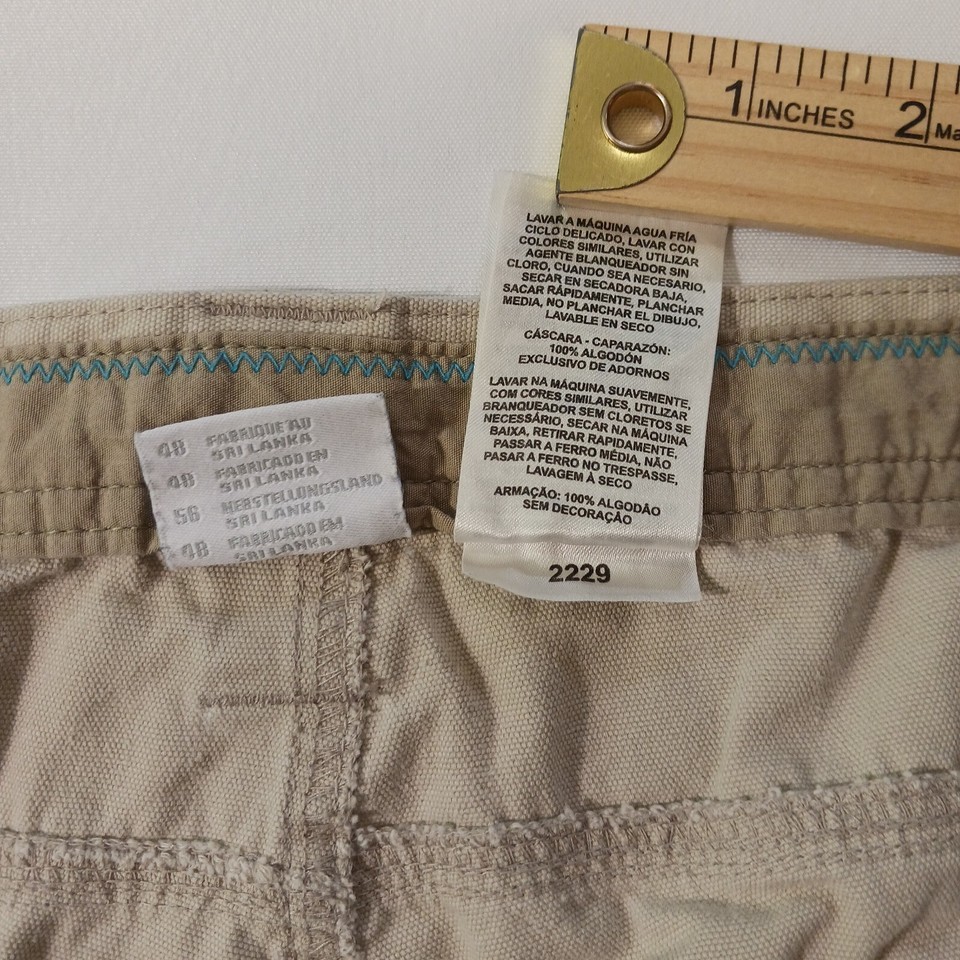 1 INCHES 2 Ma
LAVAR A MÁQUINA AGUA FRÍA
CICLO DELICADO, LAVAR CON
COLORES SIMILARES, UTILIZAR
AGENTE BLANQUEADOR SIN
CLORO, CUANDO SEA NECESARIO,
SECAR EN SECADORA BAJA,
SACAR RÁPIDAMENTE, PLANCHAR
MEDIA, NO PLANCHAR EL DIBUJO,
LAVABLE EN SECO
CÁSCARA - CAPARAZÓN:
100% ALGODÓN
EXCLUSIVO DE ADORNOS
LAVAR NA MÁQUINA SUAVEMENTE,
COM CORES SIMILARES, UTILIZAR
BRANQUEADOR SEM CLORETOS SE
NECESSÁRIO, SECAR NA MÁQUINA
BAIXA, RETIRAR RAPIDAMENTE,
PASSAR A FERRO MÉDIA, NÃO
PASSAR A FERRO NO TRESPASSE,
LAVAGEM À SECO
ARMAÇÃO: 100% ALGODÃO
SEM DECORAÇÃO
2229
48 FABRIQUE AU
SRI LANKA
48 FABRICADO EN
SRI LANKA
56 HERSTELLUNGSLAND
SRI LANKA
48 FABRICADO EM
SRI LANKA